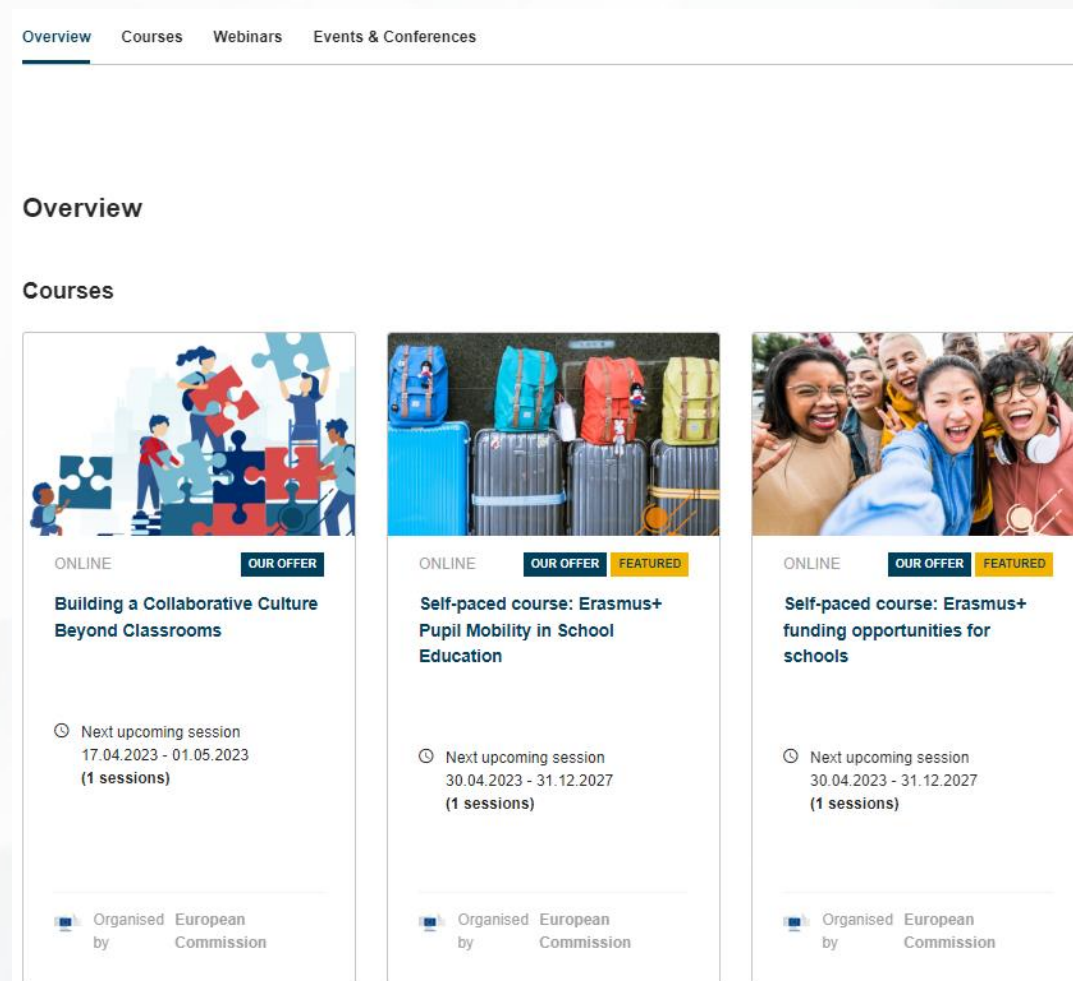 Overview Courses Webinars Events & Conferences
Overview
Courses
ONLINE OUR OFFER
Building a Collaborative Culture
Beyond Classrooms
Next upcoming session
17.04.2023 - 01.05.2023
(1 sessions)
Organised by European Commission
ONLINE OUR OFFER FEATURED
Self-paced course: Erasmus+
Pupil Mobility in School
Education
Next upcoming session
30.04.2023 - 31.12.2027
(1 sessions)
Organised by European Commission
ONLINE OUR OFFER FEATURED
Self-paced course: Erasmus+
funding opportunities for
schools
Next upcoming session
30.04.2023 - 31.12.2027
(1 sessions)
Organised by European Commission